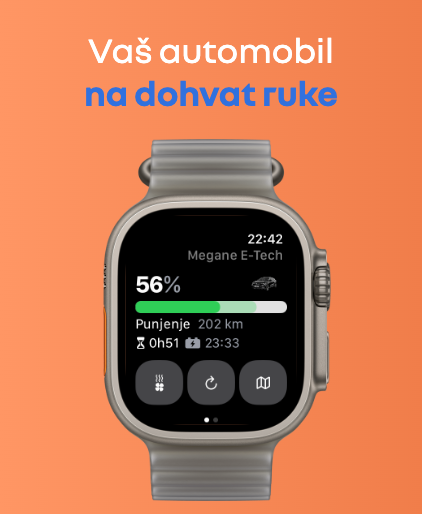 Vaš automobil
na dohvat ruke
22:42
Megane E-Tech
56%
Punjenje 202 km
0h51 23:33